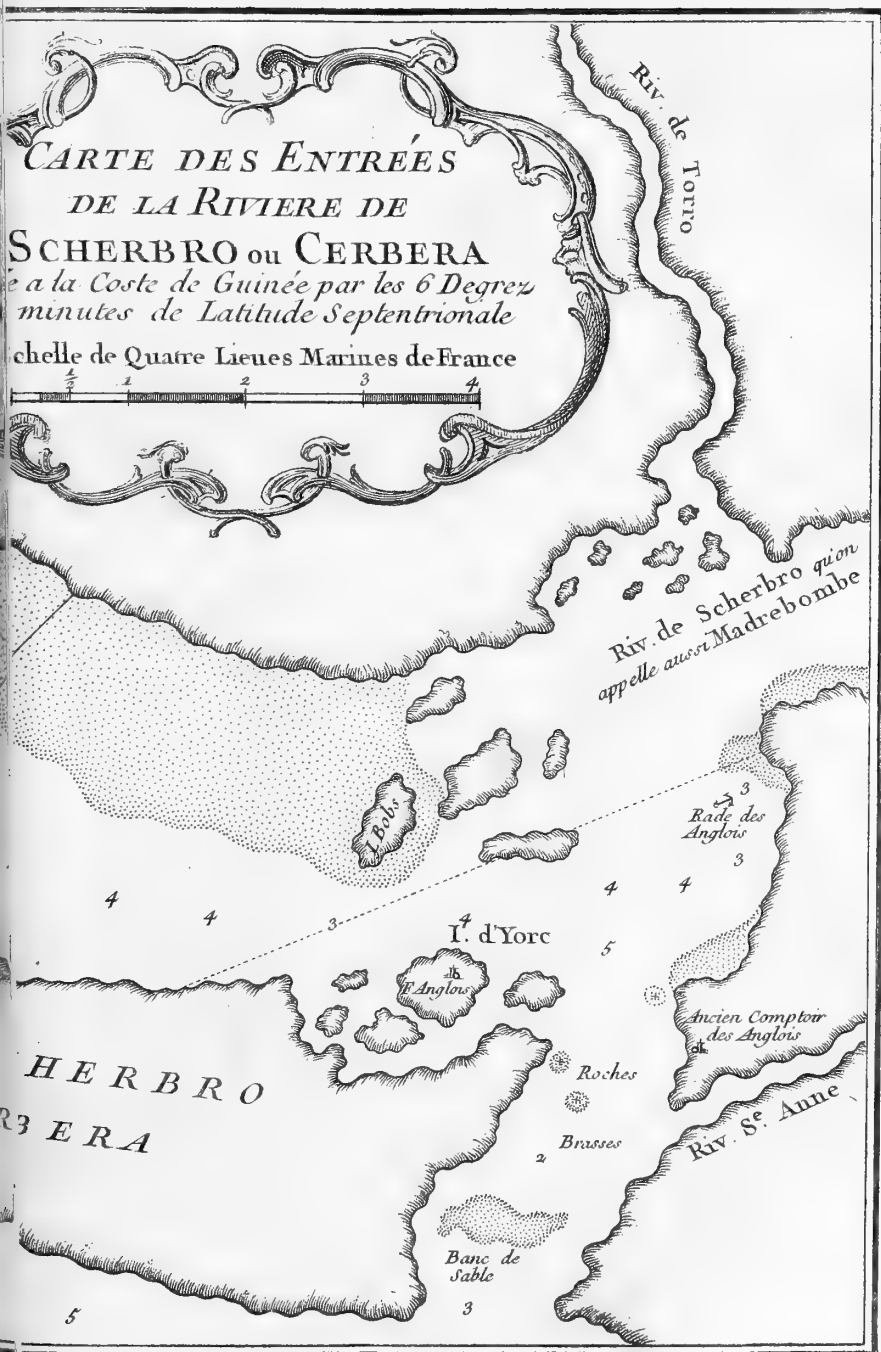 CARTE DES ENTRÉES
DE LA RIVIERE DE
SCHERBRO ou CERBERA
e a la Coste de Guinée par les 6 Degrez
minutes de Latitude Septentrionale
chelle de Quatre Lieues Marines de France
1/2 1 2 3 4
Riv. de Torro
Riv. de Scherbro qu'on
appelle aussi Madrebombe
I. Bobs
3
Rade des
Anglois
3
4
4
3
4
4
4
I. d'Yorc
5
F Anglois
Ancien Comptoir
des Anglois
Roches
Riv. Se. Anne
HERBRO
ERA
Brasses
2
Banc de
Sable
3
5